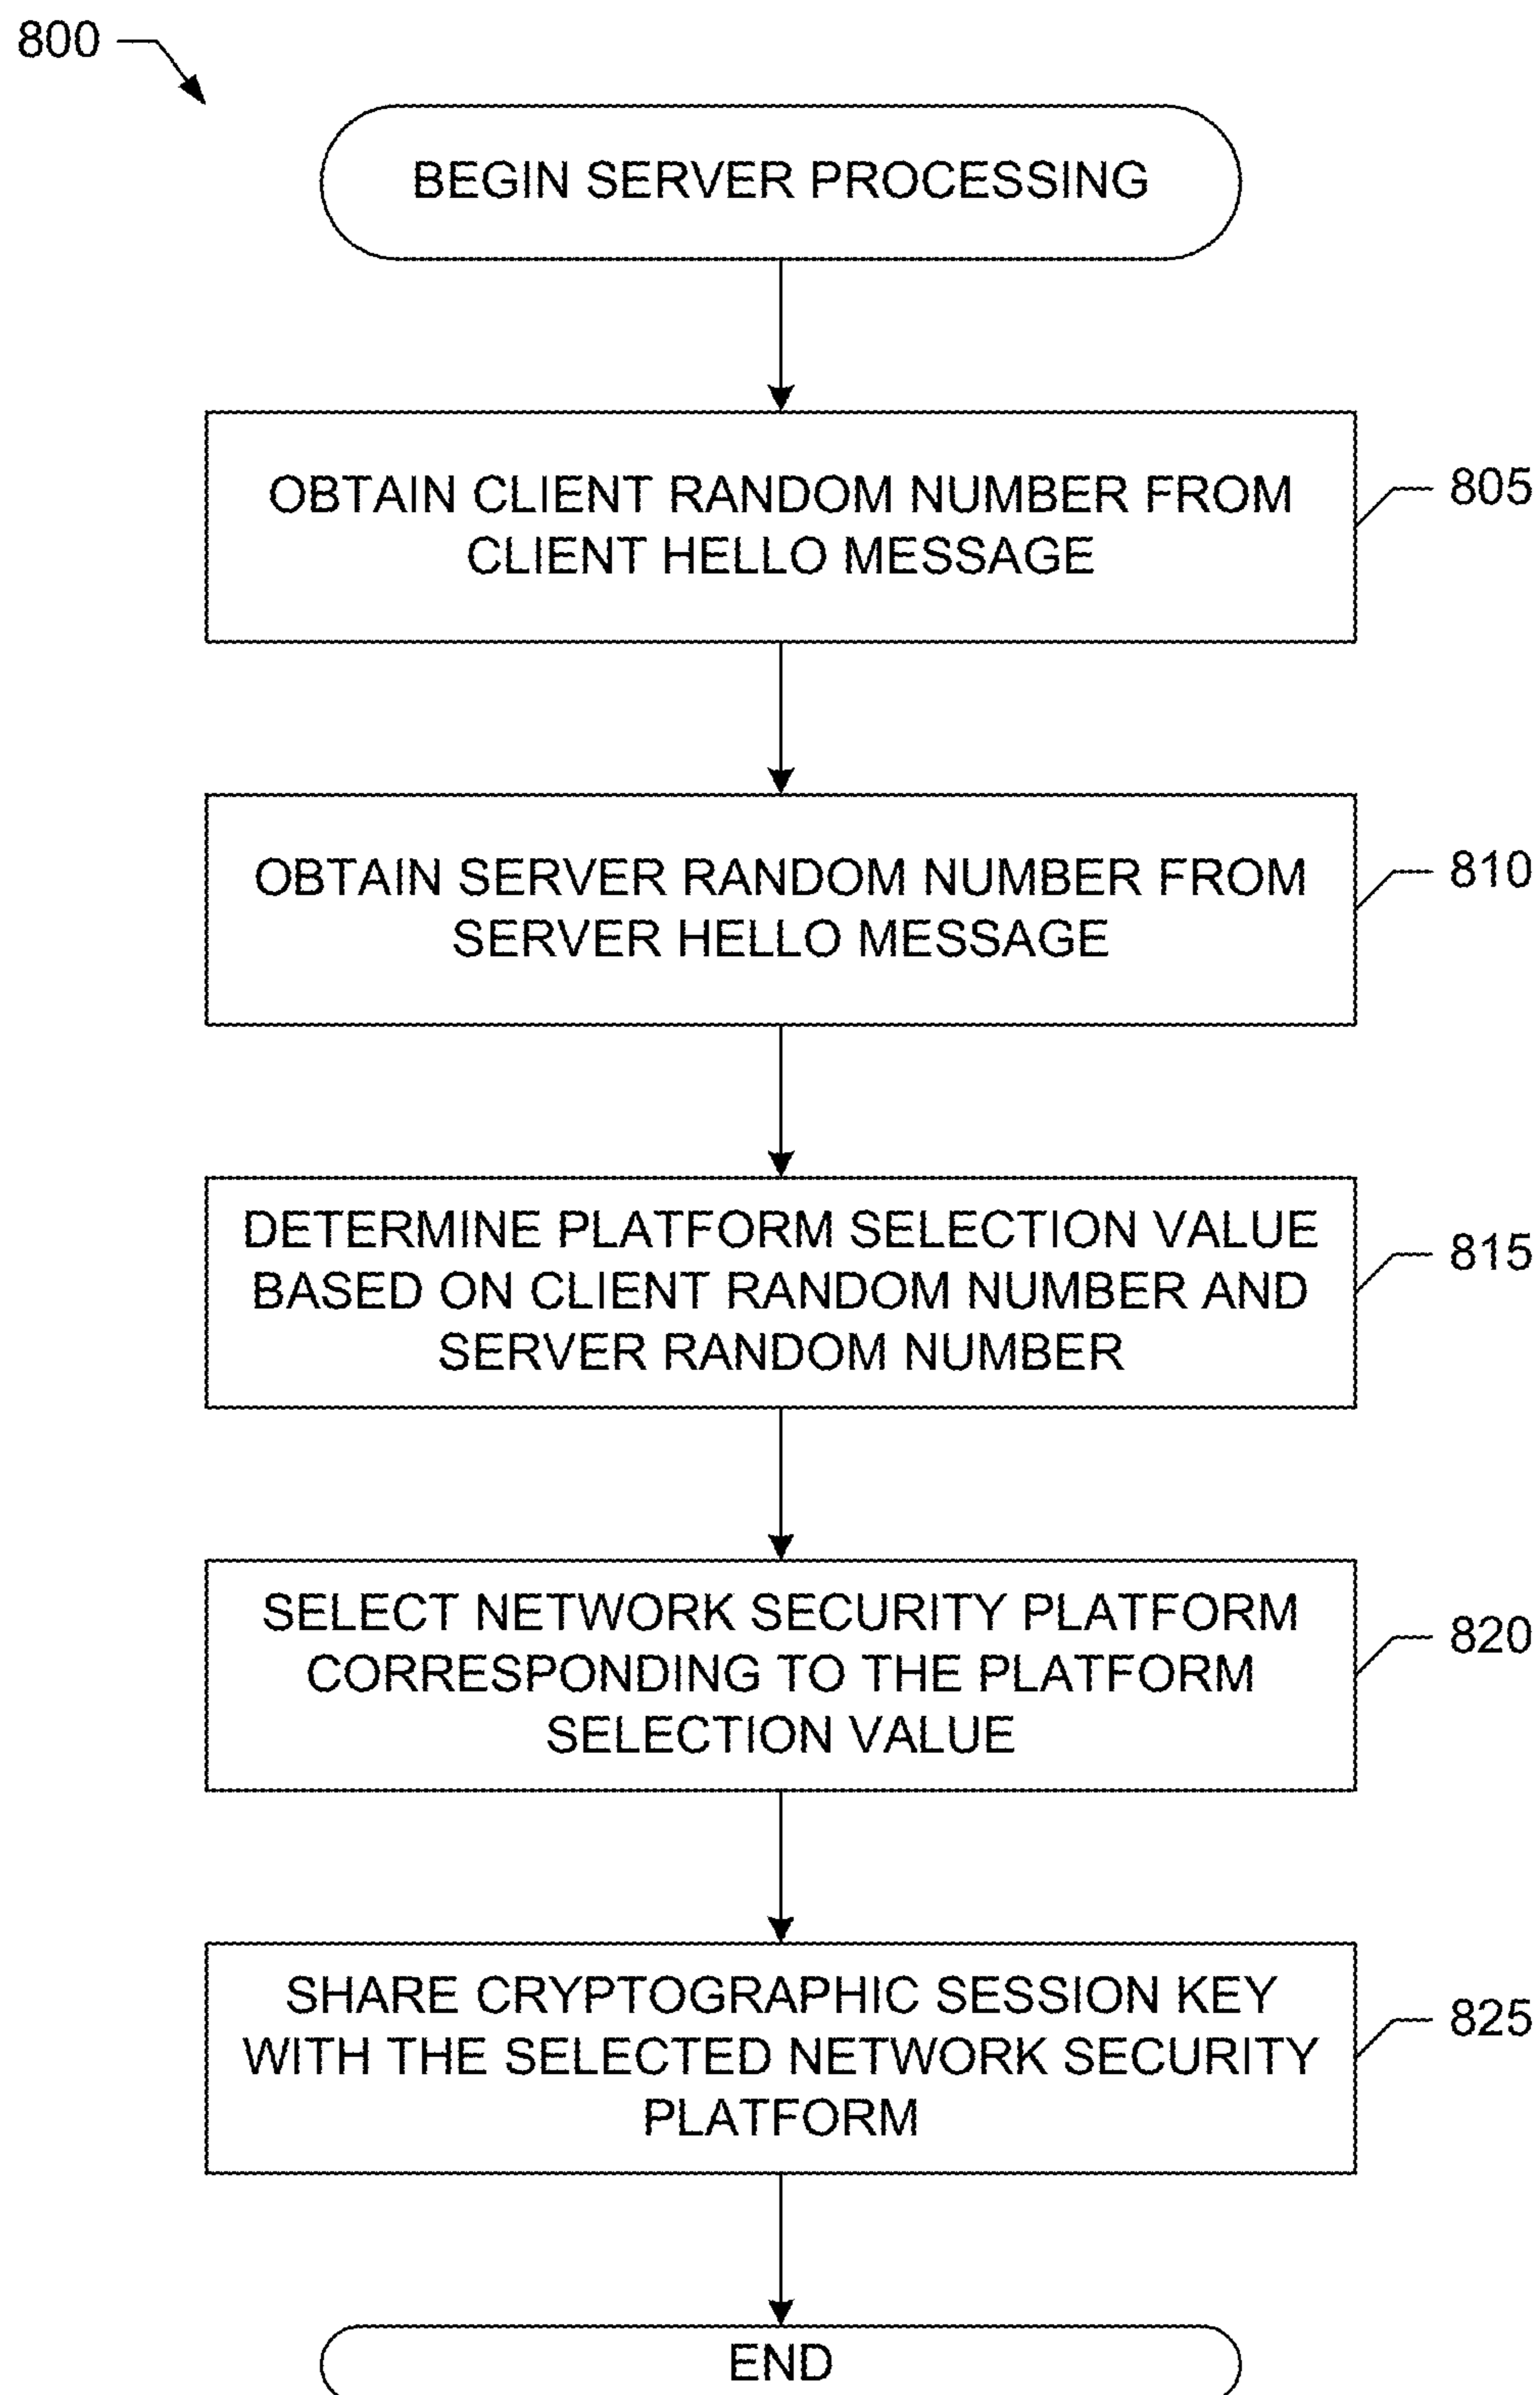 800
BEGIN SERVER PROCESSING
OBTAIN CLIENT RANDOM NUMBER FROM
CLIENT HELLO MESSAGE
805
OBTAIN SERVER RANDOM NUMBER FROM
SERVER HELLO MESSAGE
810
DETERMINE PLATFORM SELECTION VALUE
BASED ON CLIENT RANDOM NUMBER AND
SERVER RANDOM NUMBER
815
SELECT NETWORK SECURITY PLATFORM
CORRESPONDING TO THE PLATFORM
SELECTION VALUE
820
SHARE CRYPTOGRAPHIC SESSION KEY
WITH THE SELECTED NETWORK SECURITY
PLATFORM
825
END